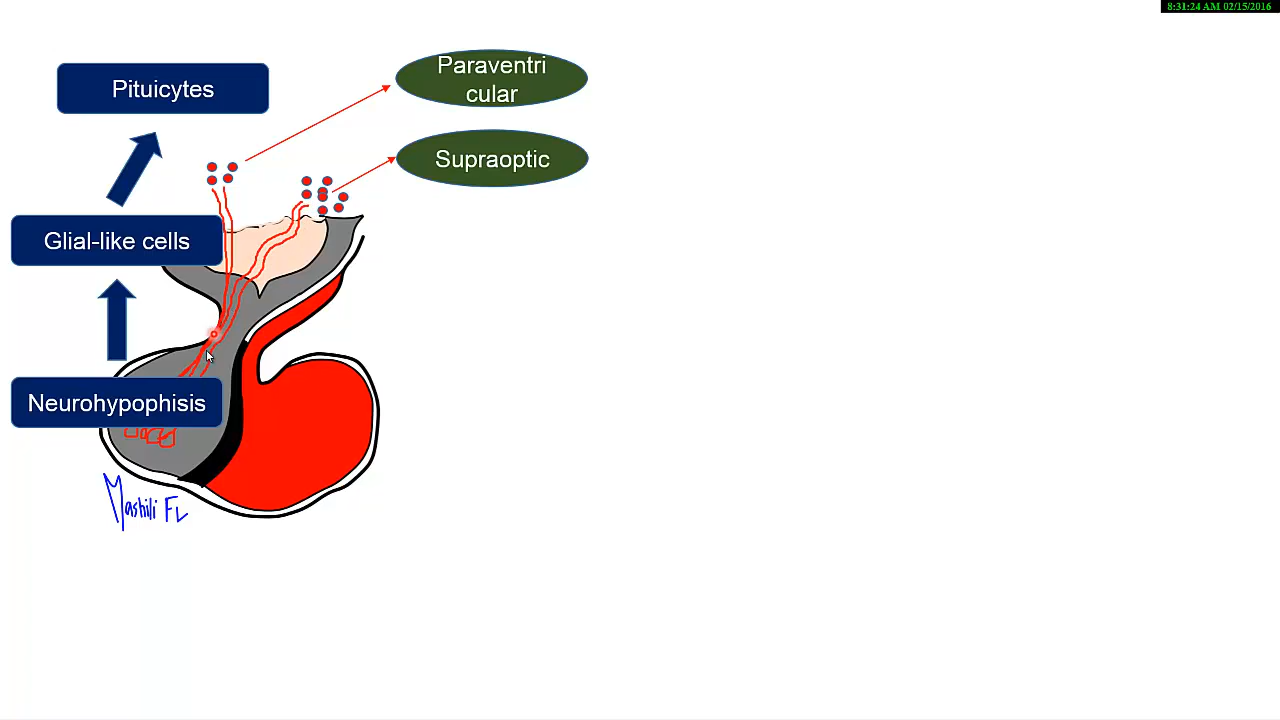 8:31:24 AM 02/15/2016
Pituicytes
Paraventri
cular
Supraoptic
Glial-like cells
Neurohypophisis
Mashili FL